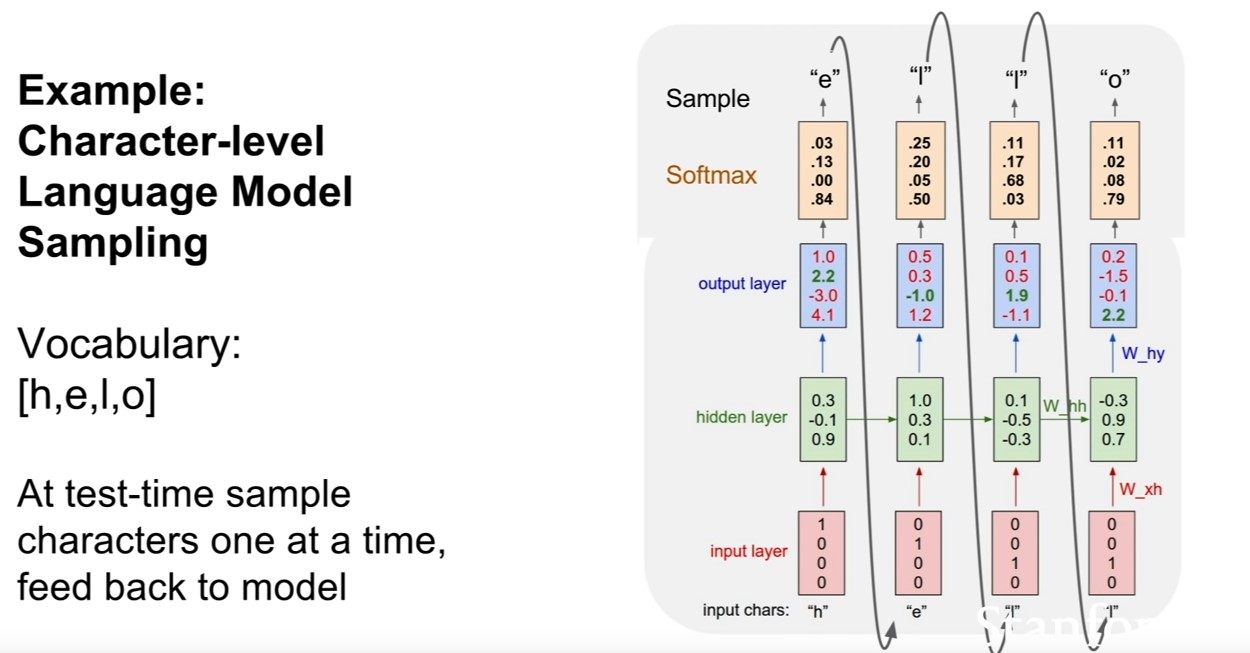 Example:
Character-level
Language Model
Sampling
Vocabulary:
[h,e,l,o]
At test-time sample
characters one at a time,
feed back to model
Sample “e” “l” “l” “o”
Softmax
.03 .25 .11 .11
.13 .20 .17 .02
.00 .05 .68 .08
.84 .50 .03 .79
output layer
1.0 0.5 0.1 0.2
2.2 0.3 0.5 -1.5
-3.0 -1.0 1.9 -0.1
4.1 1.2 -1.1 2.2
W_hy
hidden layer
0.3 1.0 0.1 -0.3
-0.1 0.3 -0.5 0.9
0.9 0.1 -0.3 0.7
W_hh
W_xh
input layer
1 0 0 0
0 1 0 0
0 0 1 1
0 0 0 0
input chars: “h” “e” “l” “l”